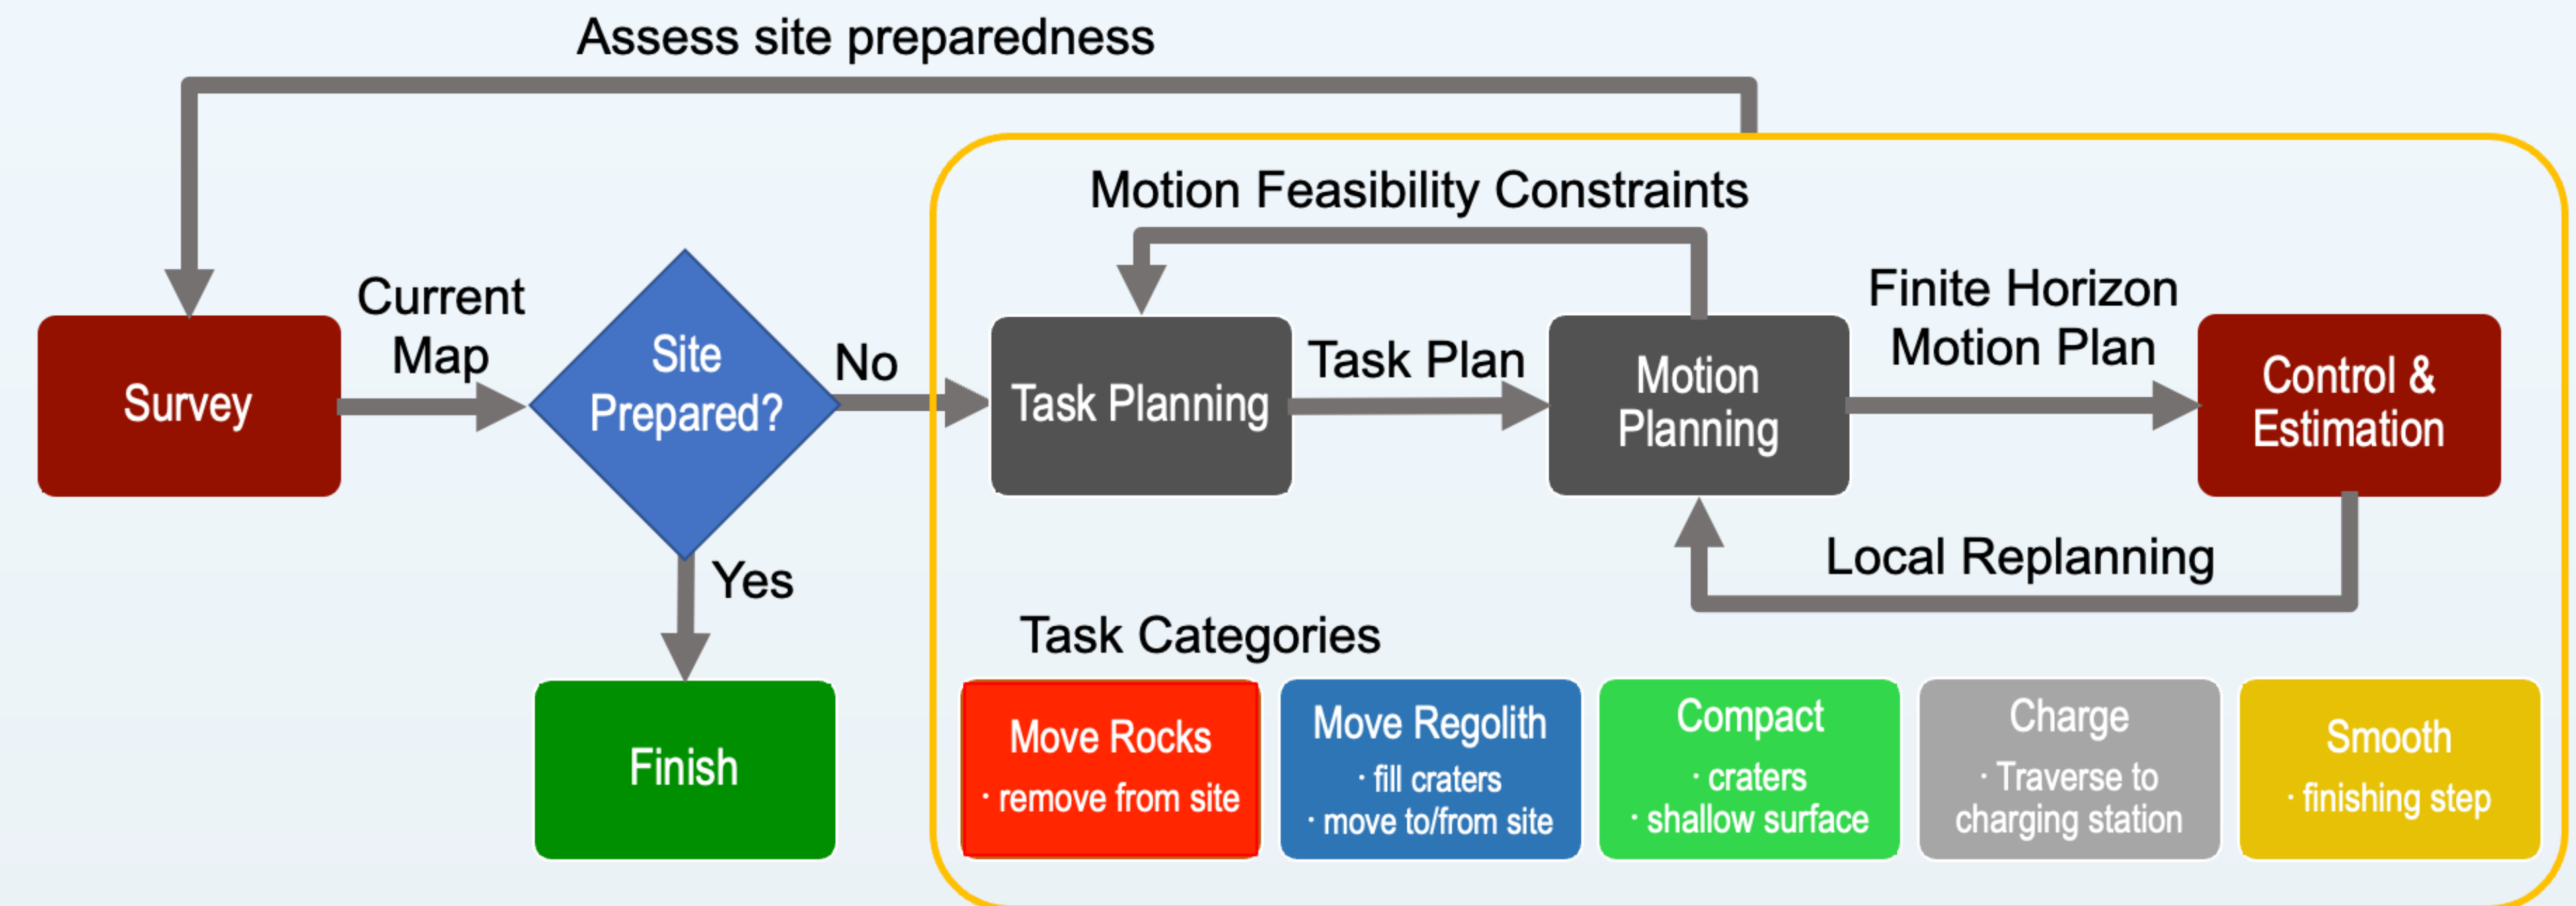 Assess site preparedness
Motion Feasibility Constraints
Survey
Current
Map
Site
Prepared?
No
Yes
Finish
Task Planning
Task Plan
Motion
Planning
Finite Horizon
Motion Plan
Control &
Estimation
Local Replanning
Task Categories
Move Rocks
· remove from site
Move Regolith
· fill craters
· move to/from site
Compact
· craters
· shallow surface
Charge
· Traverse to
charging station
Smooth
· finishing step